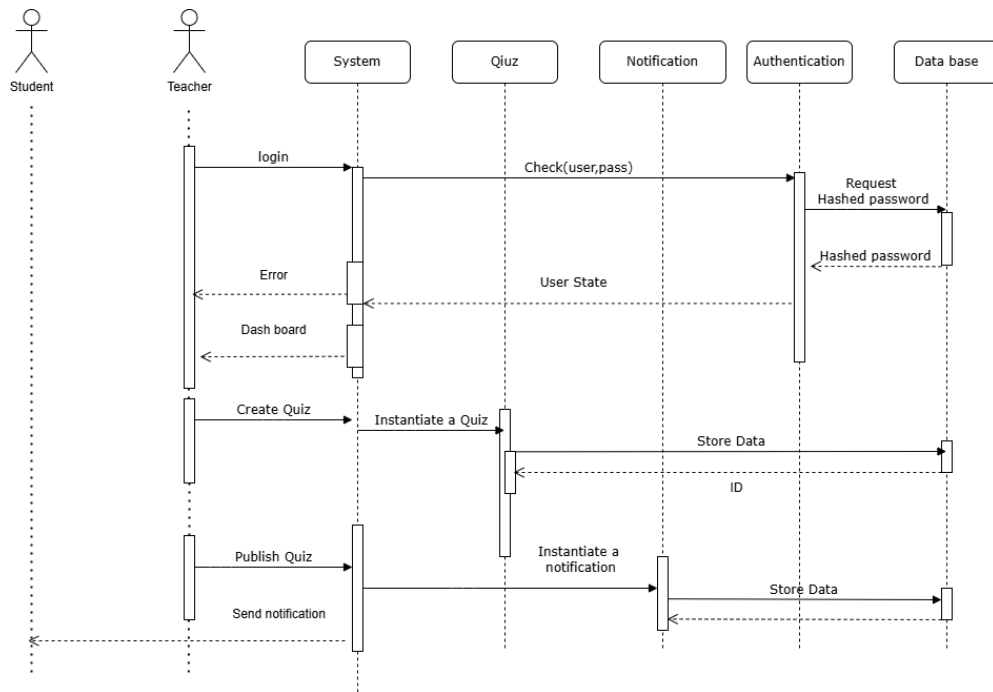 Student
Teacher
System
Qiuz
Notification
Authentication
Data base
login
Check(user,pass)
Request
Hashed password
Hashed password
Error
User State
Dash board
Create Quiz
Instantiate a Quiz
Store Data
ID
Publish Quiz
Instantiate a
notification
Store Data
Send notification